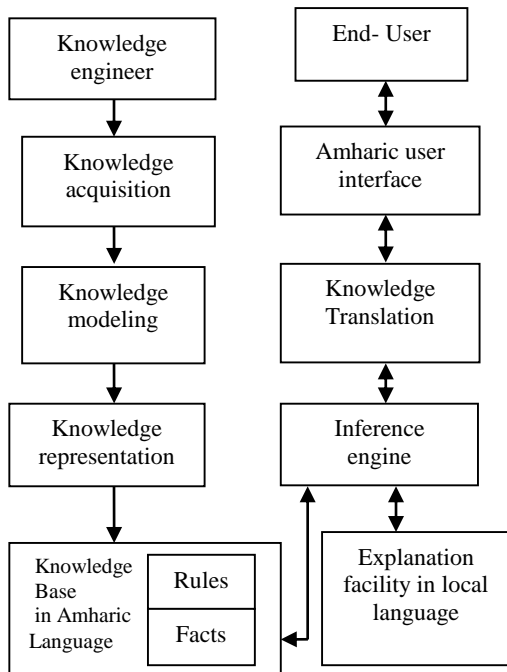 Knowledge
engineer
Knowledge
acquisition
Knowledge
modeling
Knowledge
representation
Knowledge
Base
in Amharic
Language
Rules
Facts
End- User
Amharic user
interface
Knowledge
Translation
Inference
engine
Explanation
facility in local
language